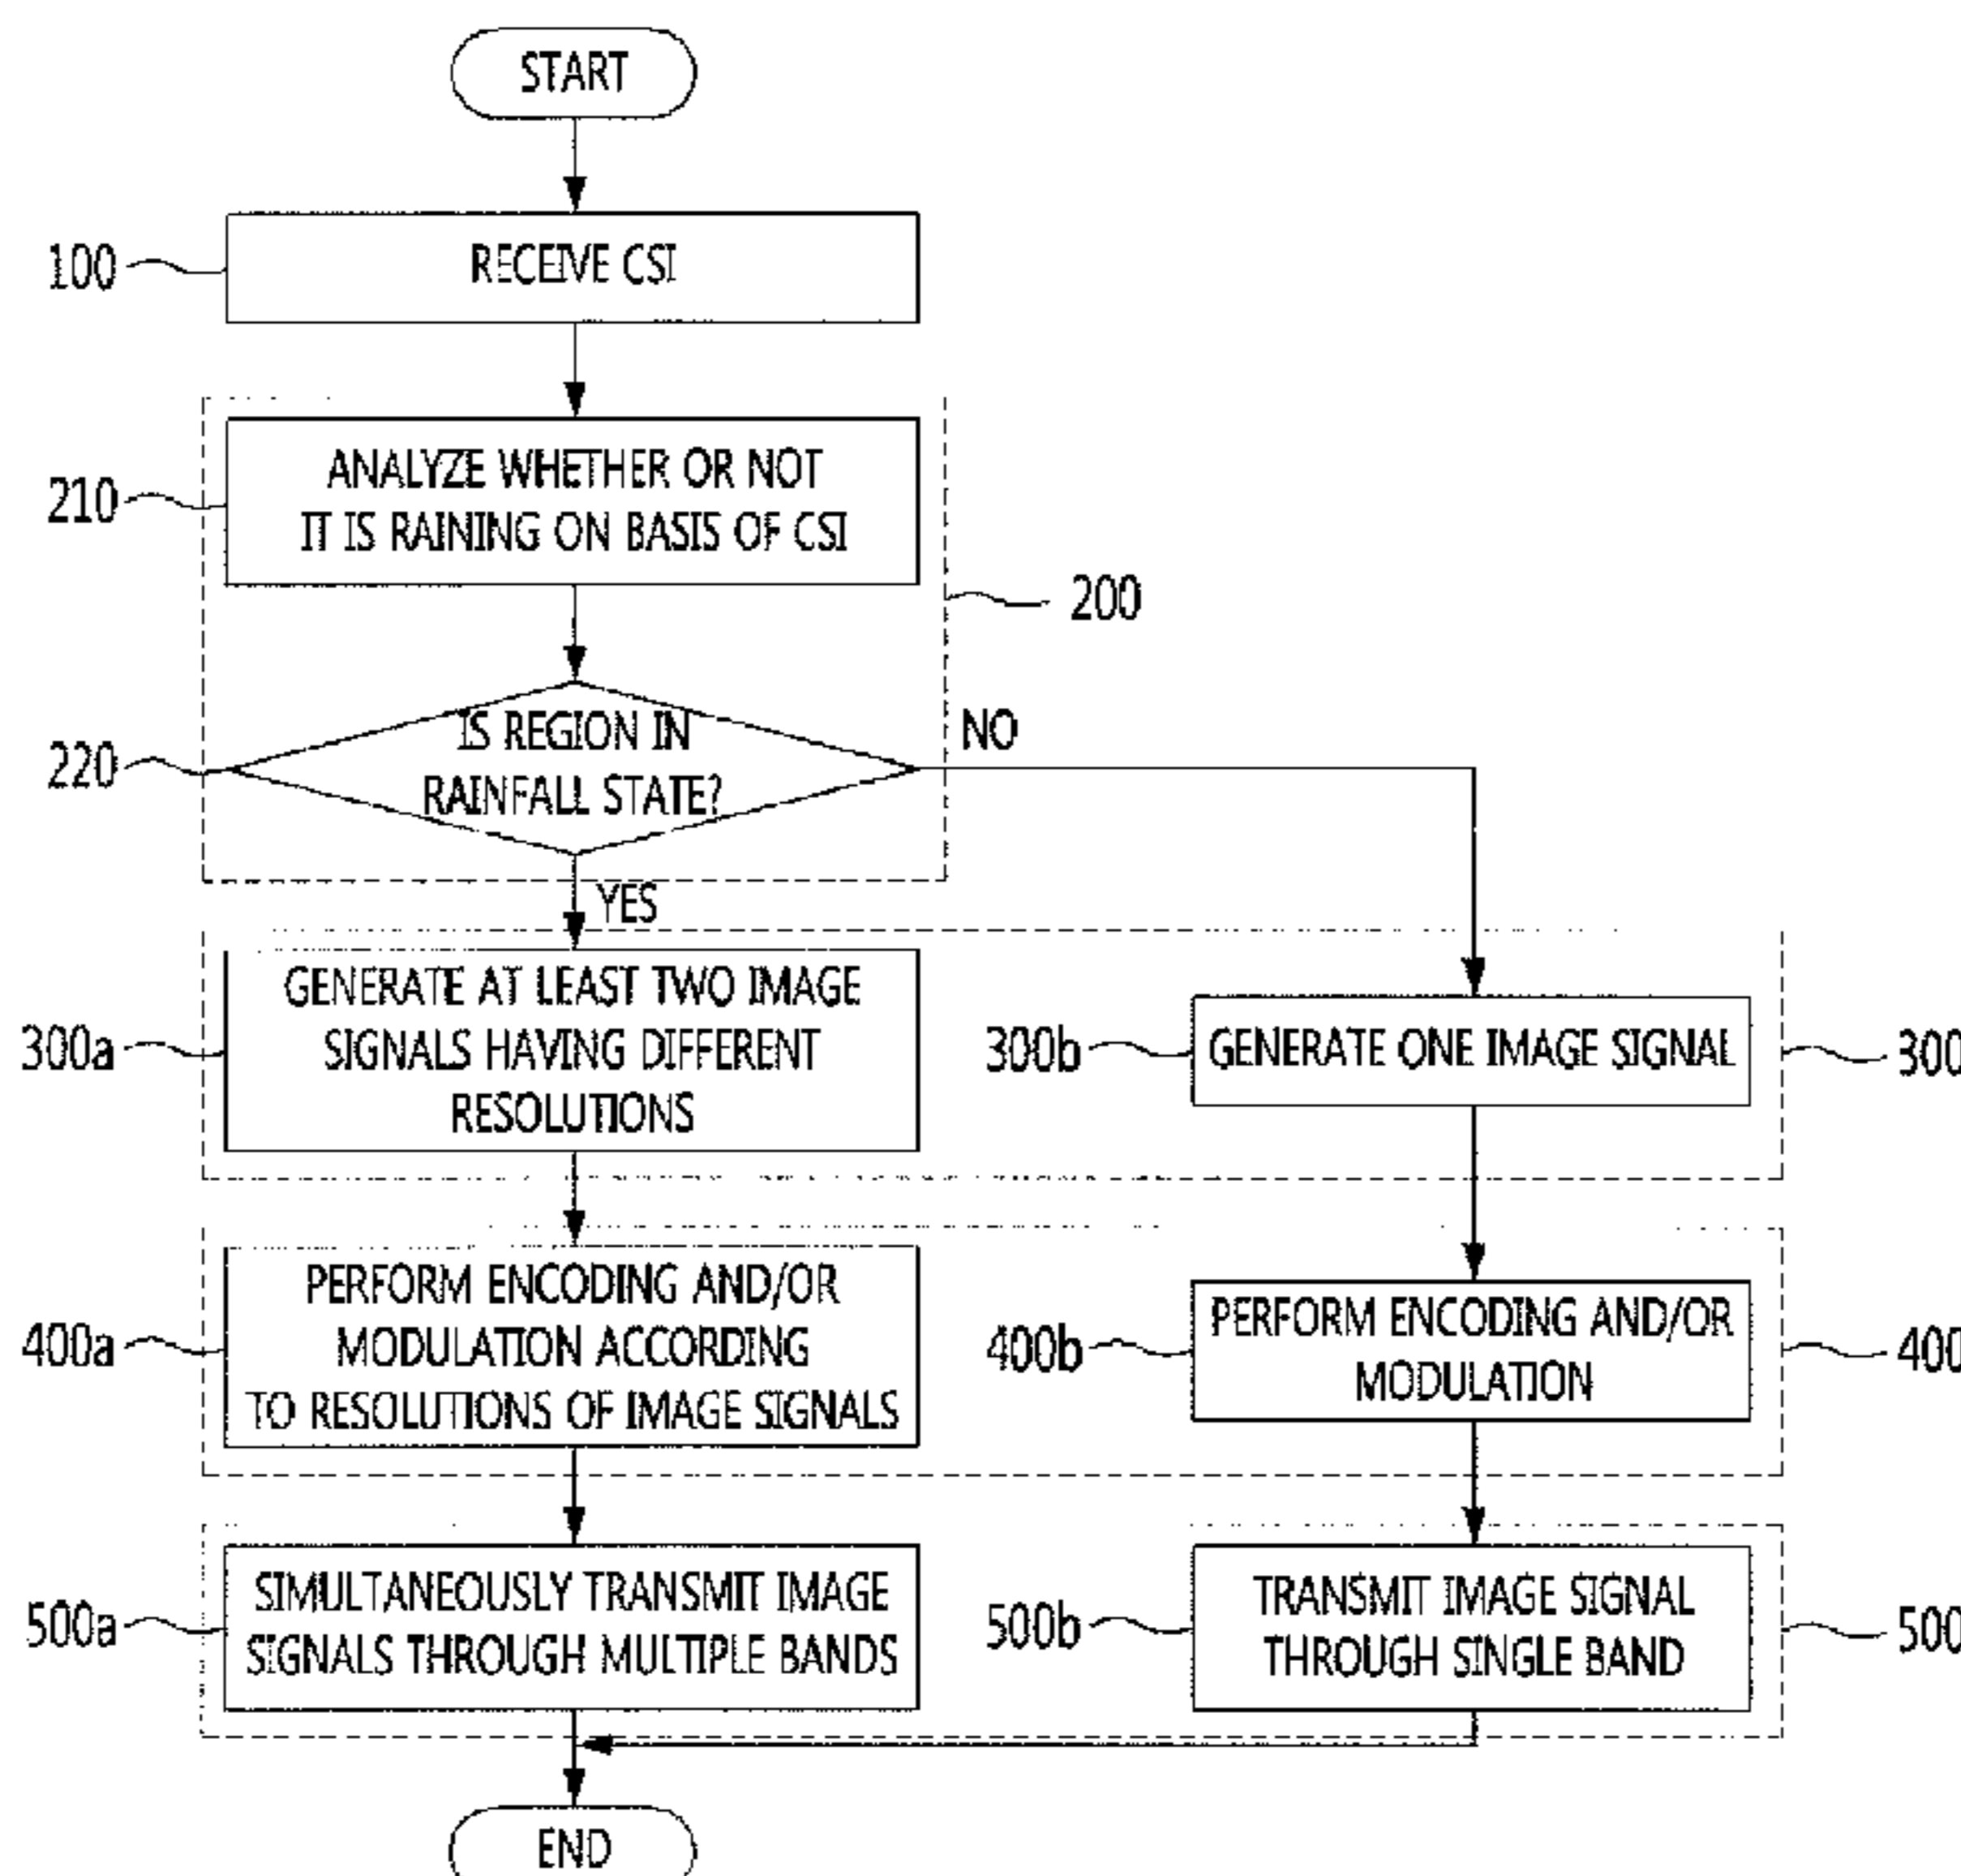 START
100
RECEIVE CSI
210
ANALYZE WHETHER OR NOT
IT IS RAINING ON BASIS OF CSI
200
220
IS REGION IN
RAINFALL STATE?
NO
YES
300a
GENERATE AT LEAST TWO IMAGE
SIGNALS HAVING DIFFERENT
RESOLUTIONS
300b
GENERATE ONE IMAGE SIGNAL
300
400a
PERFORM ENCODING AND/OR
MODULATION ACCORDING
TO RESOLUTIONS OF IMAGE SIGNALS
400b
PERFORM ENCODING AND/OR
MODULATION
400
500a
SIMULTANEOUSLY TRANSMIT IMAGE
SIGNALS THROUGH MULTIPLE BANDS
500b
TRANSMIT IMAGE SIGNAL
THROUGH SINGLE BAND
500
END